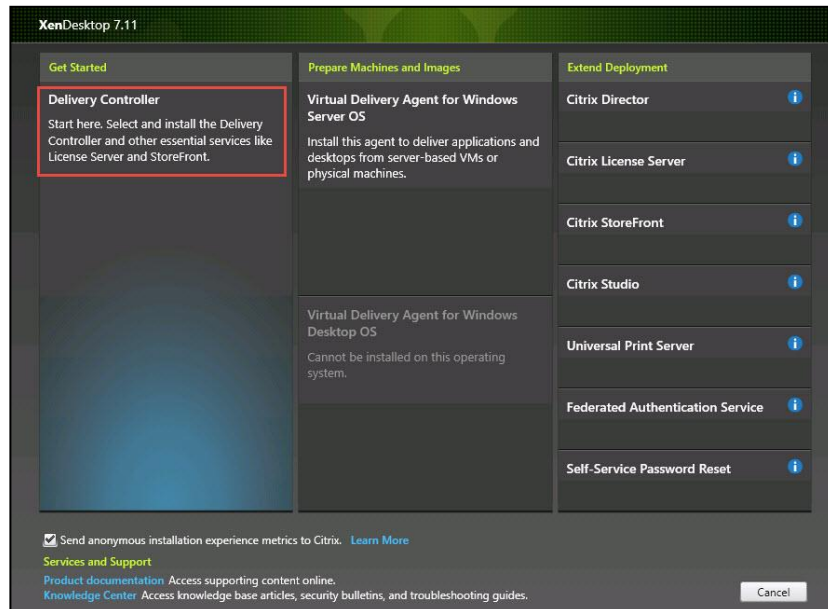 XenDesktop 7.11
Get Started
Delivery Controller
Start here. Select and install the Delivery
Controller and other essential services like
License Server and StoreFront.
Prepare Machines and Images
Virtual Delivery Agent for Windows
Server OS
Install this agent to deliver applications and
desktops from server-based VMs or
physical machines.
Virtual Delivery Agent for Windows
Desktop OS
Cannot be installed on this operating
system.
Extend Deployment
Citrix Director
Citrix License Server
Citrix StoreFront
Citrix Studio
Universal Print Server
Federated Authentication Service
Self-Service Password Reset
Send anonymous installation experience metrics to Citrix. Learn More
Services and Support
Product documentation Access supporting content online.
Knowledge Center Access knowledge base articles, security bulletins, and troubleshooting guides.
Cancel